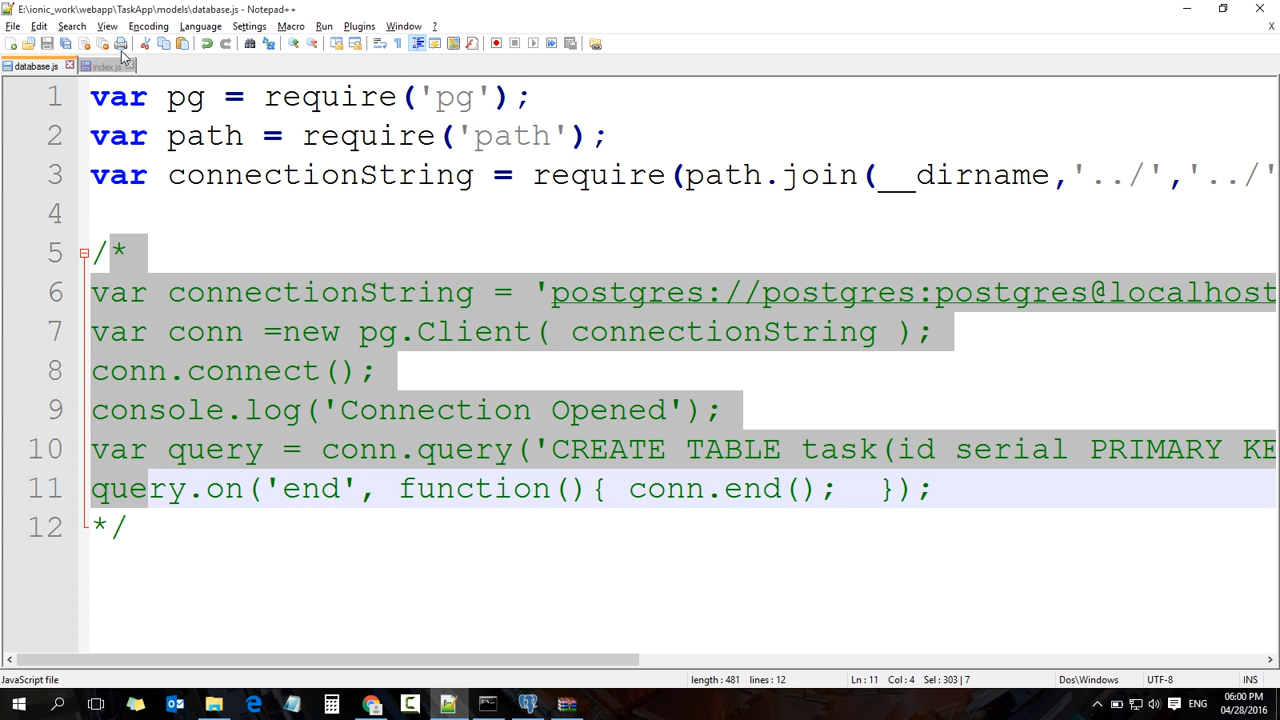 E:\ionic_work\webapp\TaskApp\models\database.js - Notepad++
File Edit Search View Encoding Language Settings Macro Run Plugins Window ? X
database.js index.js
1 var pg = require('pg');
2 var path = require('path');
3 var connectionString = require(path.join(__dirname,'../','../'
4
5 /*
6 var connectionString = 'postgres://postgres:postgres@localhost
7 var conn =new pg.Client( connectionString );
8 conn.connect();
9 console.log('Connection Opened');
10 var query = conn.query('CREATE TABLE task(id serial PRIMARY KE
11 query.on('end', function(){ conn.end();  });
12 */
JavaScript file length : 481 lines : 12 Ln : 11 Col : 4 Sel : 303 | 7 Dos\Windows UTF-8 INS
06:00 PM
ENG
04/28/2016